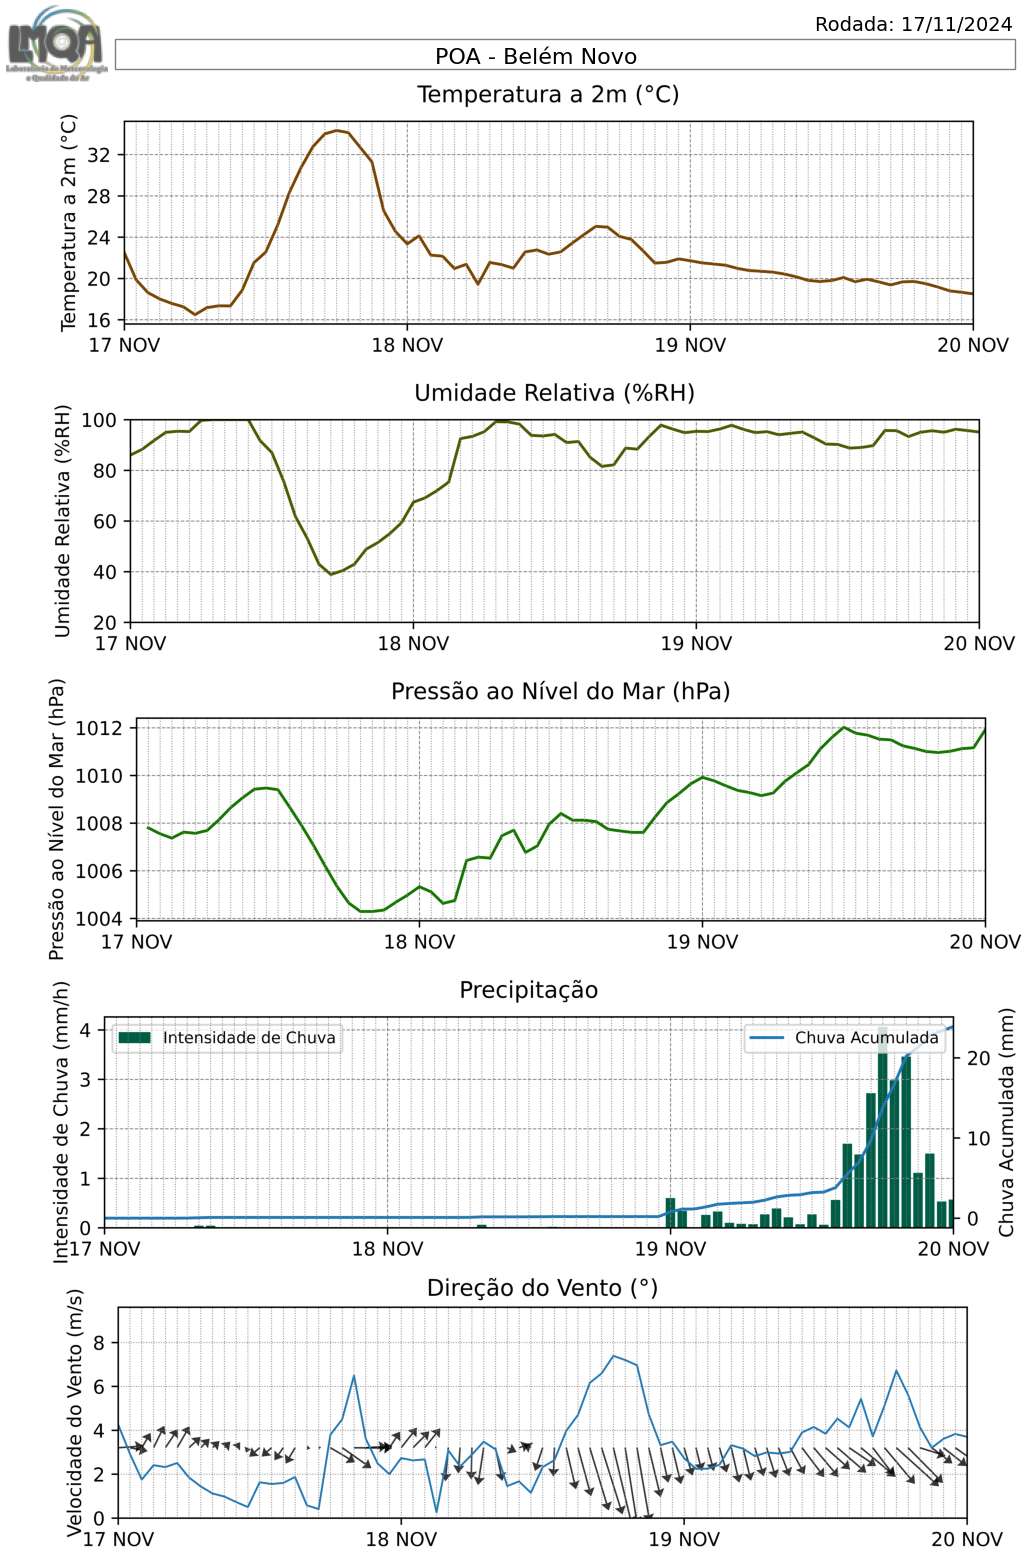 LMQA
Laboratório de Meteorologia
e Qualidade do Ar
Rodada: 17/11/2024
POA - Belém Novo
Temperatura a 2m (°C)
Temperatura a 2m (°C)
32
28
24
20
16
17 NOV 18 NOV 19 NOV 20 NOV
Umidade Relativa (%RH)
Umidade Relativa (%RH)
100
80
60
40
20
17 NOV 18 NOV 19 NOV 20 NOV
Pressão ao Nível do Mar (hPa)
Pressão ao Nível do Mar (hPa)
1012
1010
1008
1006
1004
17 NOV 18 NOV 19 NOV 20 NOV
Precipitação
Intensidade de Chuva (mm/h)
4
3
2
1
0
Intensidade de Chuva
Chuva Acumulada
20
10
0
Chuva Acumulada (mm)
17 NOV 18 NOV 19 NOV 20 NOV
Direção do Vento (°)
Velocidade do Vento (m/s)
8
6
4
2
0
17 NOV 18 NOV 19 NOV 20 NOV